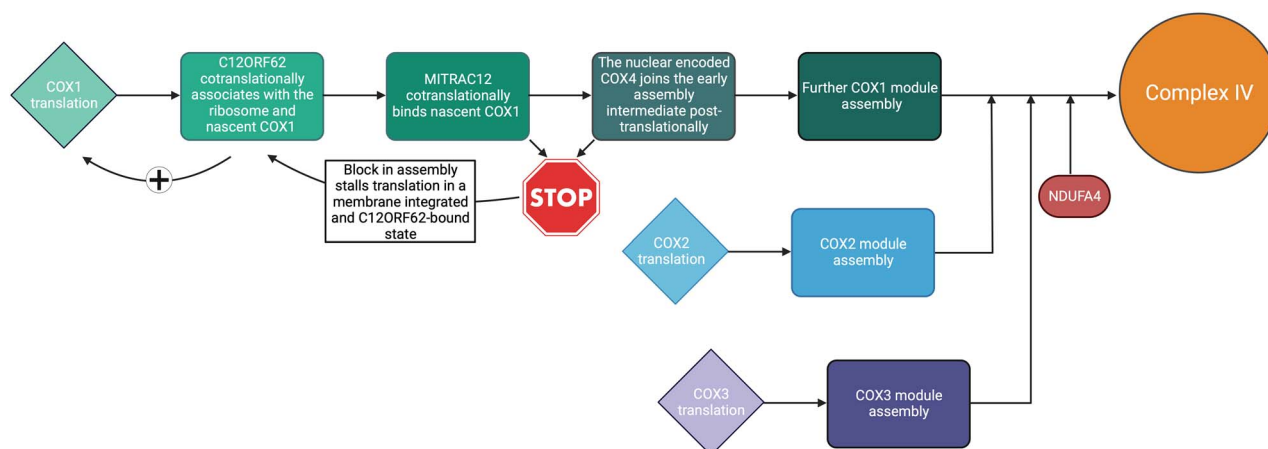 COX1
translation
C12ORF62
cotranslationally
associates with the
ribosome and
nascent COX1
MITRAC12
cotranslationally
binds nascent COX1
The nuclear encoded
COX4 joins the early
assembly
intermediate post-
translationally
Further COX1 module
assembly
Complex IV
+
Block in assembly
stalls translation in a
membrane integrated
and C12ORF62-bound
state
STOP
NDUFA4
COX2
translation
COX2 module
assembly
COX3
translation
COX3 module
assembly